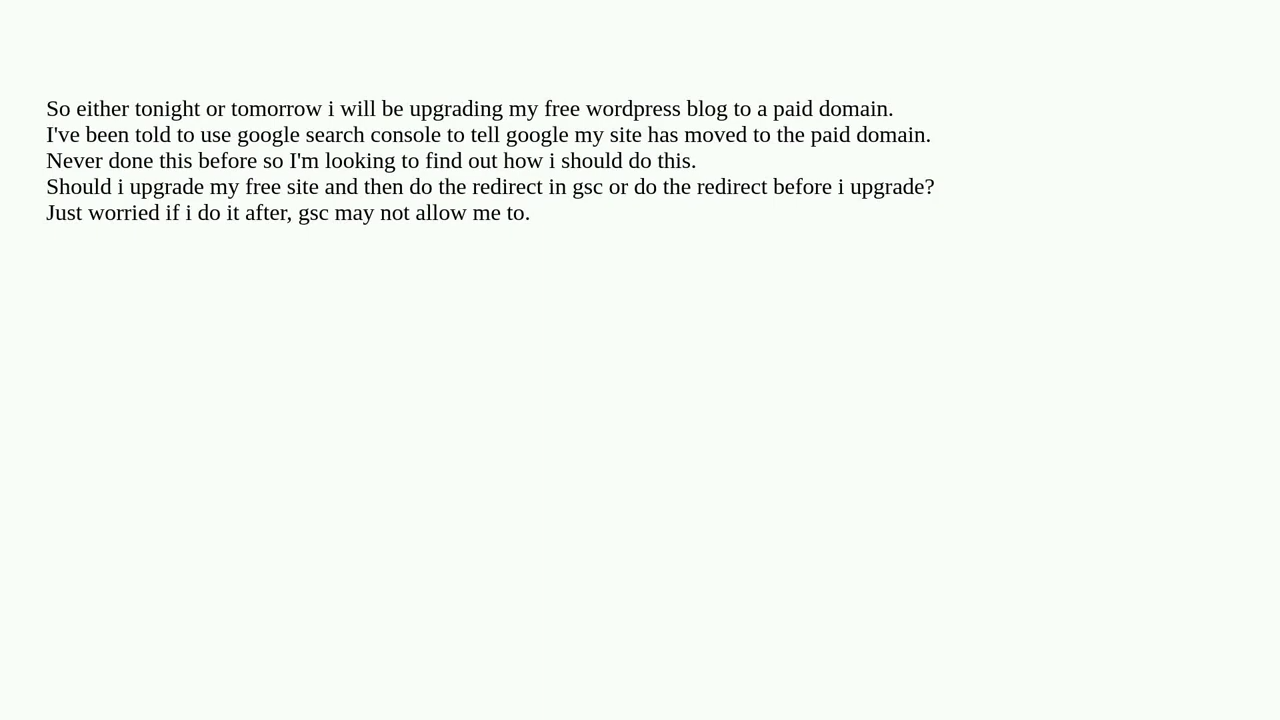 So either tonight or tomorrow i will be upgrading my free wordpress blog to a paid domain.
I've been told to use google search console to tell google my site has moved to the paid domain.
Never done this before so I'm looking to find out how i should do this.
Should i upgrade my free site and then do the redirect in gsc or do the redirect before i upgrade?
Just worried if i do it after, gsc may not allow me to.